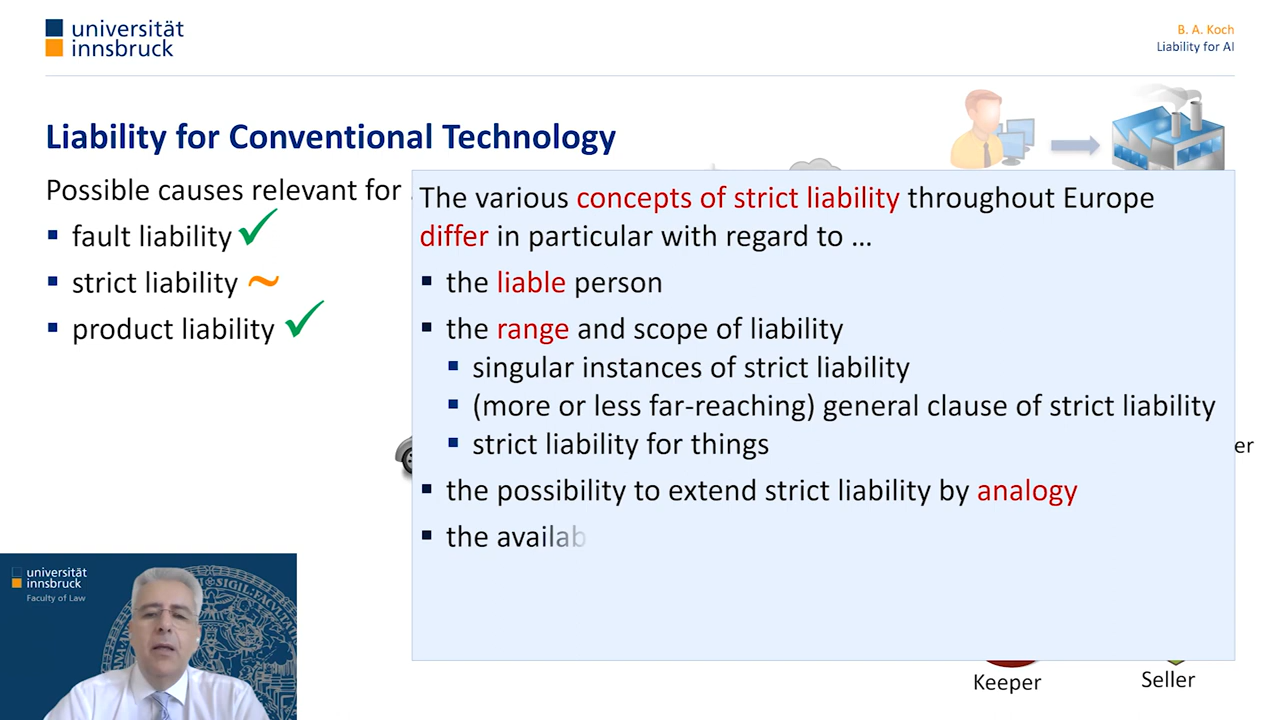 universität
innsbruck
B. A. Koch
Liability for AI
Liability for Conventional Technology
Possible causes relevant for
fault liability
strict liability ~
product liability
The various concepts of strict liability throughout Europe
differ in particular with regard to ...
the liable person
the range and scope of liability
singular instances of strict liability
(more or less far-reaching) general clause of strict liability
strict liability for things
the possibility to extend strict liability by analogy
the availab
er
universität
innsbruck
Faculty of Law
Keeper
Seller